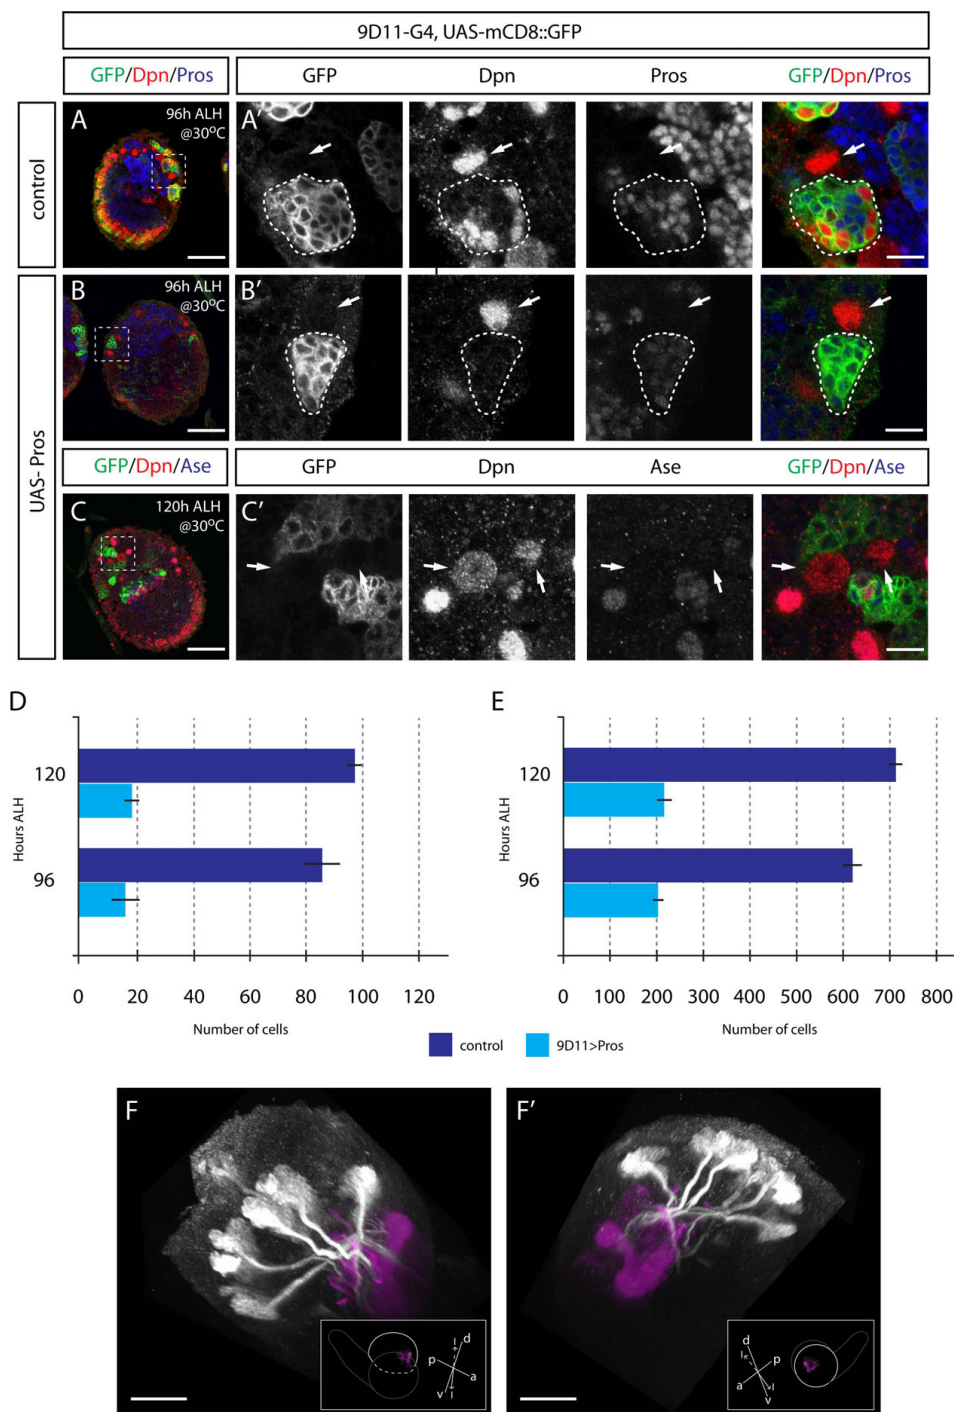 9D11-G4, UAS-mCD8::GFP
GFP/Dpn/Pros GFP Dpn Pros GFP/Dpn/Pros
control
A 96h ALH @30°C A'
UAS- Pros
B 96h ALH @30°C B'
GFP/Dpn/Ase GFP Dpn Ase GFP/Dpn/Ase
C 120h ALH @30°C C'
D
Hours ALH
120
96
0 20 40 60 80 100 120
Number of cells
E
Hours ALH
120
96
0 100 200 300 400 500 600 700 800
Number of cells
control 9D11>Pros
F
p d l a v l
F'
d l p a l v